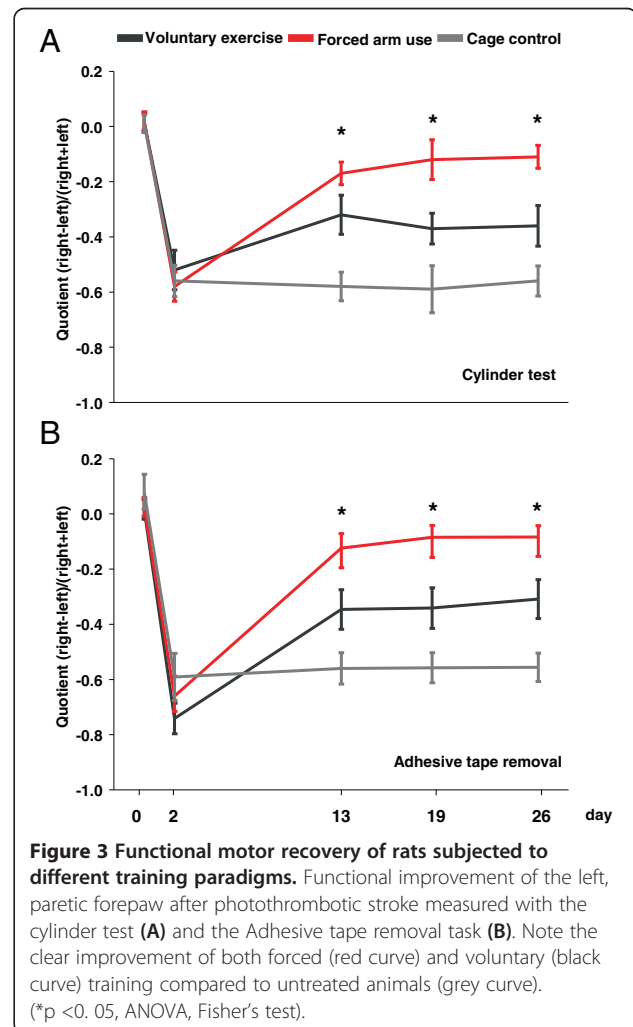 A
Voluntary exercise Forced arm use Cage control
0.2
0.0
-0.2
-0.4
-0.6
-0.8
-1.0
Quotient (right-left)/(right+left)
* * *
Cylinder test
B
0.2
0.0
-0.2
-0.4
-0.6
-0.8
-1.0
Quotient (right-left)/(right+left)
* * *
Adhesive tape removal
0 2 13 19 26 day
Figure 3 Functional motor recovery of rats subjected to
different training paradigms. Functional improvement of the left,
paretic forepaw after photothrombotic stroke measured with the
cylinder test (A) and the Adhesive tape removal task (B). Note the
clear improvement of both forced (red curve) and voluntary (black
curve) training compared to untreated animals (grey curve).
(*p <0. 05, ANOVA, Fisher's test).